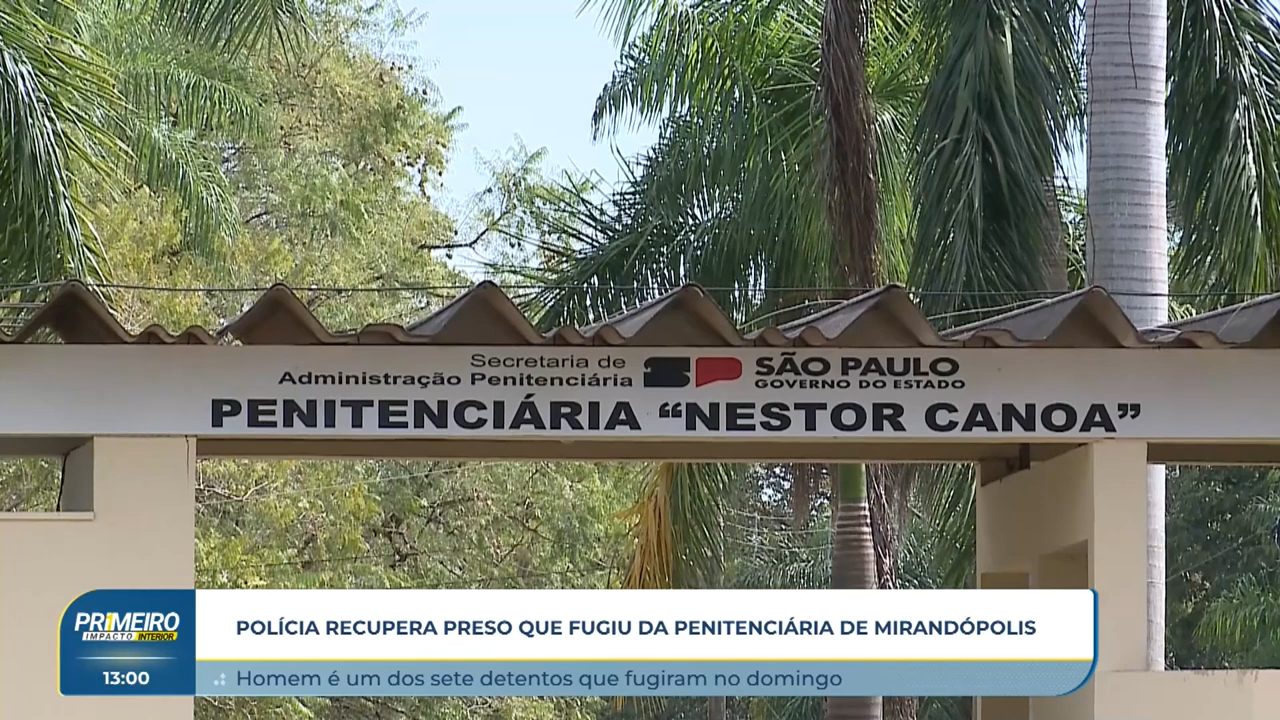 Secretaria de
Administração Penitenciária
SP SÃO PAULO
GOVERNO DO ESTADO
PENITENCIÁRIA “NESTOR CANOA”
PR1MEIRO
IMPACTO INTERIOR
13:00
POLÍCIA RECUPERA PRESO QUE FUGIU DA PENITENCIÁRIA DE MIRANDÓPOLIS
Homem é um dos sete detentos que fugiram no domingo